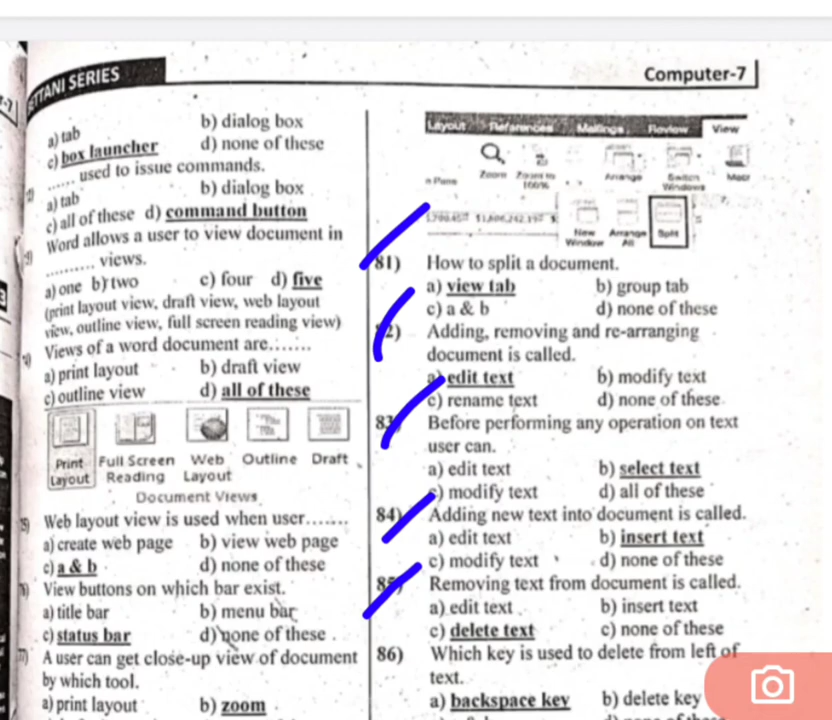 TTANI SERIES
Computer-7
a) tab b) dialog box
c) box launcher d) none of these
...... used to issue commands.
a) tab b) dialog box
c) all of these d) command button
Word allows a user to view document in
.......... views.
a) one b) two c) four d) five
(print layout view, draft view, web layout
view, outline view, full screen reading view)
Views of a word document are.......
a) print layout b) draft view
c) outline view d) all of these
Print Layout
Full Screen Reading
Web Layout
Outline
Draft
Document Views
Web layout view is used when user.......
a) create web page b) view web page
c) a & b d) none of these
View buttons on which bar exist.
a) title bar b) menu bar
c) status bar d) none of these .
A user can get close-up view of document
by which tool.
a) print layout b) zoom
Layout References Mailings Review View
Zoom Zoom to 100%
Arrange Switch Windows Macr
New Window Arrange All Split
81) How to split a document.
a) view tab b) group tab
c) a & b d) none of these
2) Adding, removing and re-arranging
document is called.
a) edit text b) modify text
c) rename text d) none of these
83) Before performing any operation on text
user can.
a) edit text b) select text
c) modify text d) all of these
84) Adding new text into document is called.
a) edit text b) insert text
c) modify text d) none of these
85) Removing text from document is called.
a) edit text b) insert text
c) delete text c) none of these
86) Which key is used to delete from left of
text.
a) backspace key b) delete key